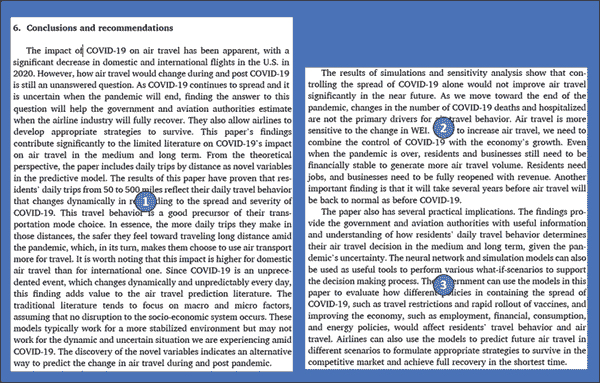 6. Conclusions and recommendations
The impact of COVID-19 on air travel has been apparent, with a
significant decrease in domestic and international flights in the U.S. in
2020. However, how air travel would change during and post COVID-19
is still an unanswered question. As COVID-19 continues to spread and it
is uncertain when the pandemic will end, finding the answer to this
question will help the government and aviation authorities estimate
when the airline industry will fully recover. They also allow airlines to
develop appropriate strategies to survive. This paper's findings
contribute significantly to the limited literature on COVID-19's impact
on air travel in the medium and long term. From the theoretical
perspective, the paper includes daily trips by distance as novel variables
in the predictive model. The results of this paper have proven that res-
idents' daily trips from 50 to 500 miles reflect their daily travel behavior
that changes dynamically in ding to the spread and severity of
1
COVID-19. This travel behavior is a good precursor of their trans-
portation mode choice. In essence, the more daily trips they make in
those distances, the safer they feel toward traveling long distance amid
the pandemic, which, in its turn, makes them choose to use air transport
more for travel. It is worth noting that this impact is higher for domestic
air travel than for international one. Since COVID-19 is an unprece-
dented event, which changes dynamically and unpredictably every day,
this finding adds value to the air travel prediction literature. The
traditional literature tends to focus on macro and micro factors,
assuming that no disruption to the socio-economic system occurs. These
models typically work for a more stabilized environment but may not
work for the dynamic and uncertain situation we are experiencing amid
COVID-19. The discovery of the novel variables indicates an alternative
way to predict the change in air travel during and post pandemic.
The results of simulations and sensitivity analysis show that con-
trolling the spread of COVID-19 alone would not improve air travel
significantly in the near future. As we move toward the end of the
pandemic, changes in the number of COVID-19 deaths and hospitalized
are not the primary drivers for travel behavior. Air travel is more
2
sensitive to the change in WEI. to increase air travel, we need to
combine the control of COVID-19 with the economy's growth. Even
when the pandemic is over, residents and businesses still need to be
financially stable to generate more air travel volume. Residents need
jobs, and businesses need to be fully reopened with revenue. Another
important finding is that it will take several years before air travel will
be back to normal as before COVID-19.
The paper also has several practical implications. The findings pro-
vide the government and aviation authorities with useful information
and understanding of how residents' daily travel behavior determines
their air travel decision in the medium and long term, given the pan-
demic's uncertainty. The neural network and simulation models can also
be used as useful tools to perform various what-if-scenarios to support
the decision making process. The ernment can use the models in this
3
paper to evaluate how different icies in containing the spread of
COVID-19, such as travel restrictions and rapid rollout of vaccines, and
improving the economy, such as employment, financial, consumption,
and energy policies, would affect residents' travel behavior and air
travel. Airlines can also use the models to predict future air travel in
different scenarios to formulate appropriate strategies to survive in the
competitive market and achieve full recovery in the shortest time.